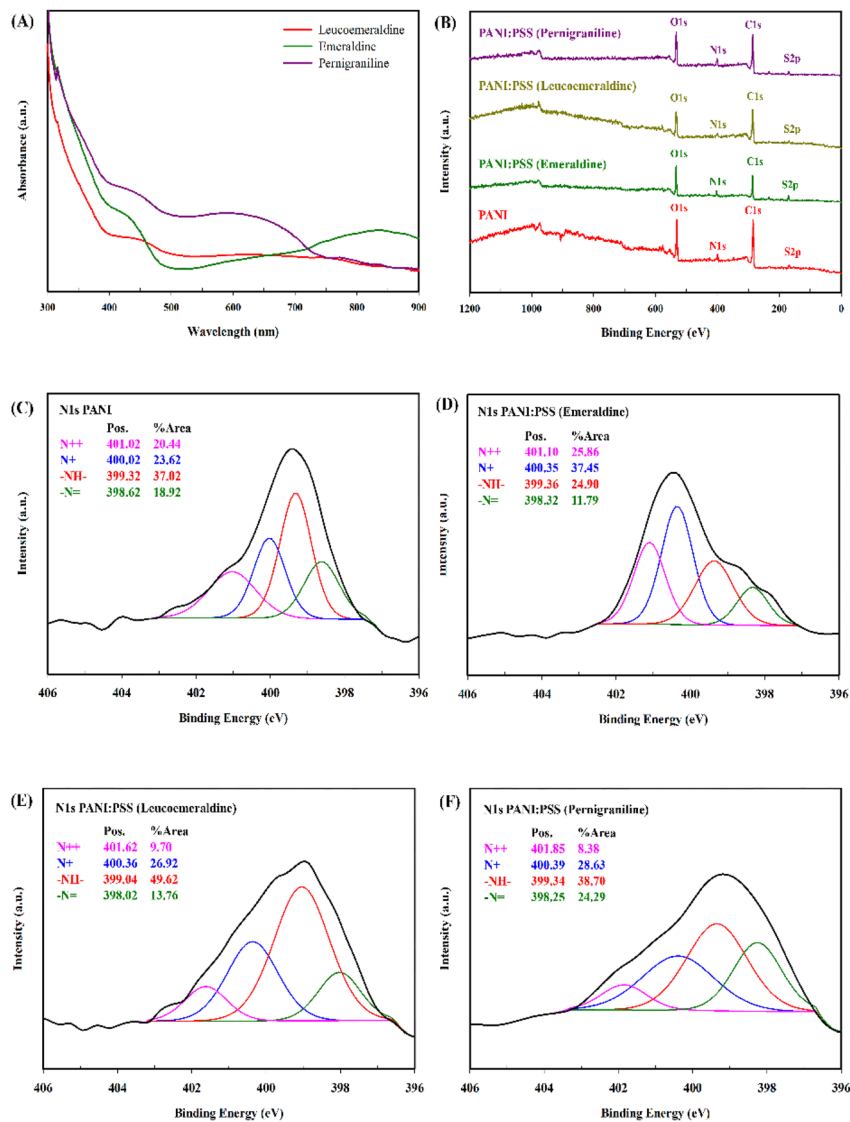 (A)
Leucoemeraldine
Emeraldine
Pernigraniline
Absorbance (a.u.)
300 400 500 600 700 800 900
Wavelength (nm)
(B)
PANI:PSS (Pernigraniline)
O1s
N1s
C1s
S2p
PANI:PSS (Leucoemeraldine)
O1s
N1s
C1s
S2p
PANI:PSS (Emeraldine)
O1s
N1s
C1s
S2p
PANI
O1s
N1s
C1s
S2p
Intensity (a.u.)
1200 1000 800 600 400 200 0
Binding Energy (eV)
(C)
N1s PANI
Pos. %Area
N++ 401.02 20.44
N+ 400.02 23.62
-NH- 399.32 37.02
-N= 398.62 18.92
Intensity (a.u.)
406 404 402 400 398 396
Binding Energy (eV)
(D)
N1s PANI:PSS (Emeraldine)
Pos. %Area
N++ 401.10 25.86
N+ 400.35 37.45
-NH- 399.36 24.90
-N= 398.32 11.79
Intensity (a.u.)
406 404 402 400 398 396
Binding Energy (eV)
(E)
N1s PANI:PSS (Leucoemeraldine)
Pos. %Area
N++ 401.62 9.70
N+ 400.36 26.92
-NH- 399.04 49.62
-N= 398.02 13.76
Intensity (a.u.)
406 404 402 400 398 396
Binding Energy (eV)
(F)
N1s PANI:PSS (Pernigraniline)
Pos. %Area
N++ 401.85 8.38
N+ 400.39 28.63
-NH- 399.34 38.70
-N= 398.25 24.29
Intensity (a.u.)
406 404 402 400 398 396
Binding Energy (eV)